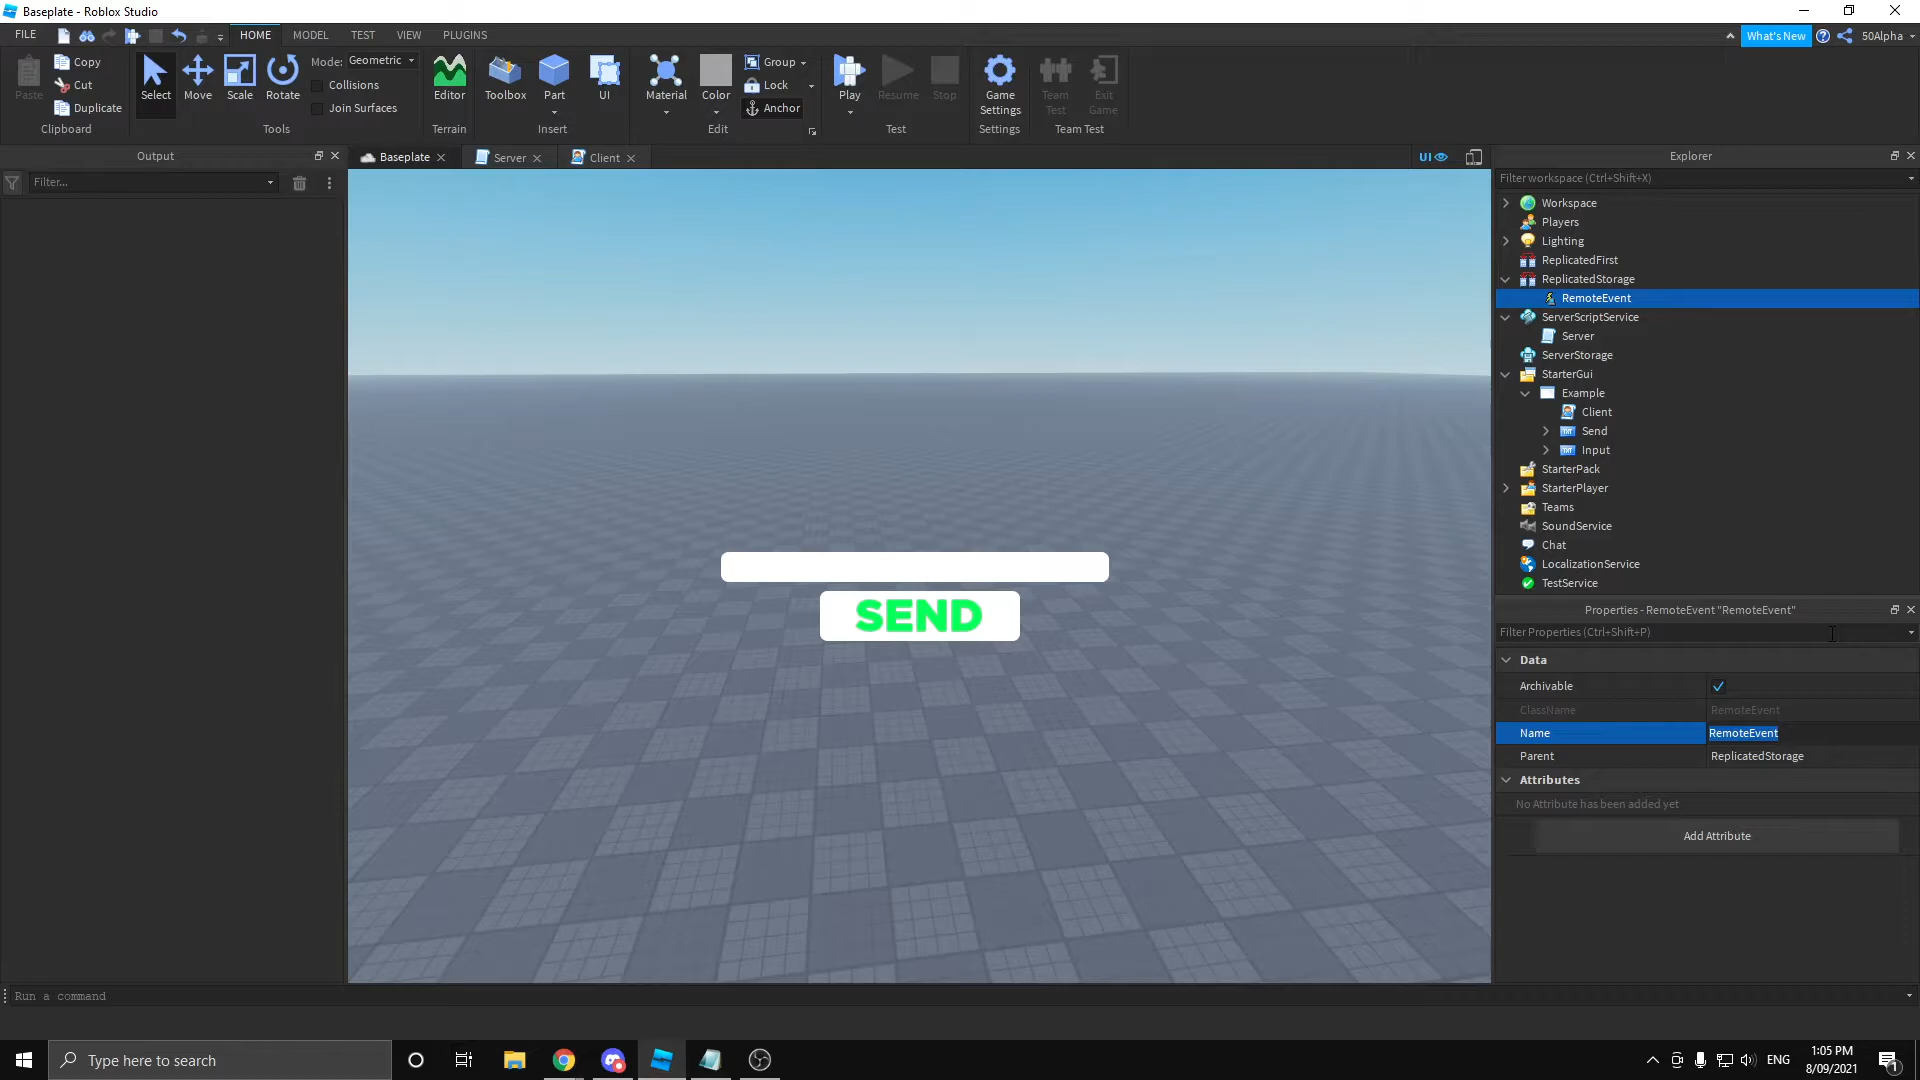 Baseplate - Roblox Studio
FILE HOME MODEL TEST VIEW PLUGINS What's New 50Alpha
Paste Copy Cut Duplicate Clipboard
Select Move Scale Rotate Mode: Geometric Collisions Join Surfaces Tools
Editor Terrain
Toolbox Part UI Insert
Material Color Group Lock Anchor Edit
Play Resume Stop Test
Game Settings Settings
Team Test Exit Game Team Test
Output
Filter...
Baseplate Server Client UI
SEND
Explorer
Filter workspace (Ctrl+Shift+X)
Workspace
Players
Lighting
ReplicatedFirst
ReplicatedStorage
RemoteEvent
ServerScriptService
Server
ServerStorage
StarterGui
Example
Client
Send
Input
StarterPack
StarterPlayer
Teams
SoundService
Chat
LocalizationService
TestService
Properties - RemoteEvent "RemoteEvent"
Filter Properties (Ctrl+Shift+P)
Data
Archivable
ClassName RemoteEvent
Name RemoteEvent
Parent ReplicatedStorage
Attributes
No Attribute has been added yet
Add Attribute
Run a command
Type here to search
ENG
1:05 PM
8/09/2021
1